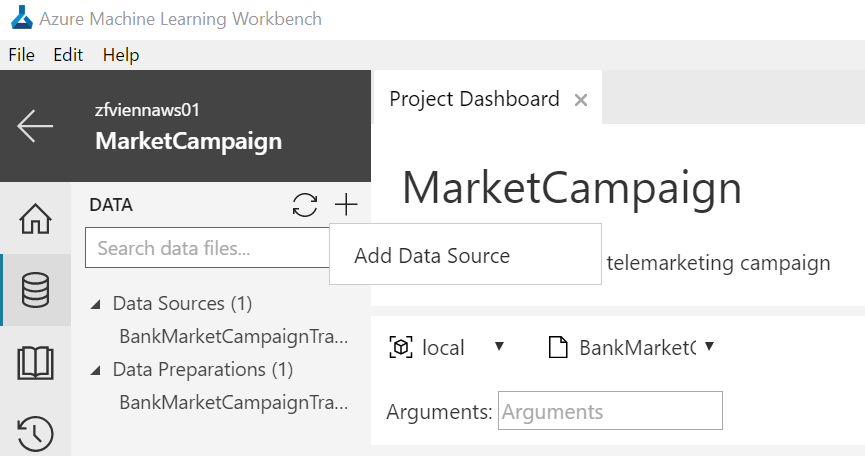 Azure Machine Learning Workbench
File Edit Help
zfviennaws01
MarketCampaign
Project Dashboard
MarketCampaign
DATA
Search data files...
Add Data Source
telemarketing campaign
Data Sources (1)
BankMarketCampaignTra...
Data Preparations (1)
BankMarketCampaignTra...
local
BankMarketC
Arguments: Arguments